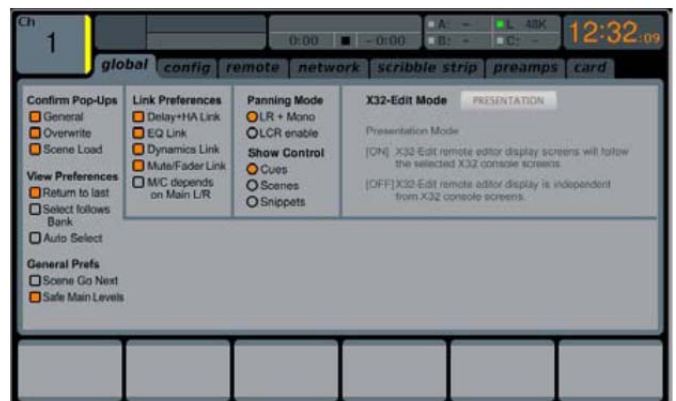 Ch
1
0:00 - 0:00
A: - L 48K
B: - C: -
12:32:09
global config remote network scribble strip preamps card
Confirm Pop-Ups
General
Overwrite
Scene Load
View Preferences
Return to last
Select follows
Bank
Auto Select
General Prefs
Scene Go Next
Safe Main Levels
Link Preferences
Delay+HA Link
EQ Link
Dynamics Link
Mute/Fader Link
M/C depends
on Main L/R
Panning Mode
LR + Mono
LCR enable
Show Control
Cues
Scenes
Snippets
X32-Edit Mode PRESENTATION
Presentation Mode
[ON] X32-Edit remote editor display screens will follow
the selected X32 console screens.
[OFF] X32-Edit remote editor display is independent
from X32 console screens.